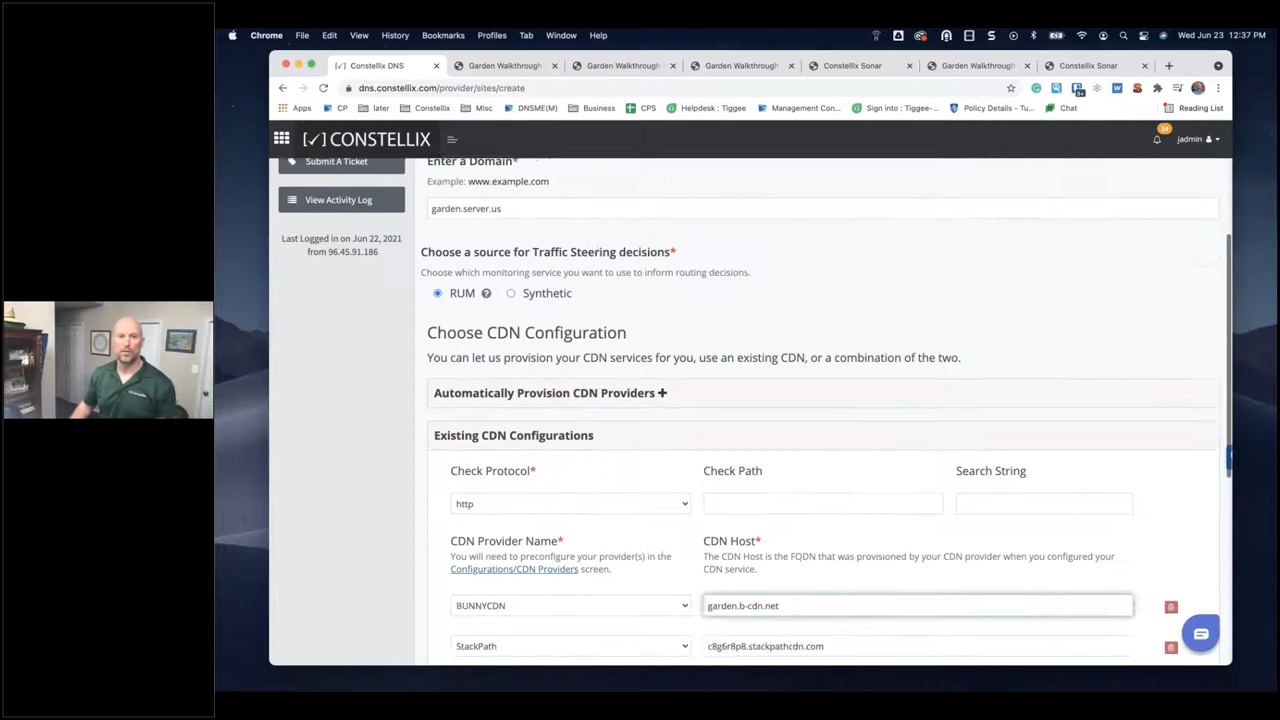 Chrome File Edit View History Bookmarks Profiles Tab Window Help Wed Jun 23 12:37 PM
Constellix DNS Garden Walkthrough Garden Walkthrough Garden Walkthrough Constellix Sonar Garden Walkthrough Constellix Sonar
dns.constellix.com/provider/sites/create
Apps CP later Constellix Misc DNSME(M) Business CPS Helpdesk : Tiggee Management Con... Sign into : Tiggee-... Policy Details - Tu... Chat Reading List
[✓] CONSTELLIX 24 jadmin
Submit A Ticket
View Activity Log
Last Logged in on Jun 22, 2021
from 96.45.91.186
Enter a Domain*
Example: www.example.com
garden.server.us
Choose a source for Traffic Steering decisions*
Choose which monitoring service you want to use to inform routing decisions.
RUM Synthetic
Choose CDN Configuration
You can let us provision your CDN services for you, use an existing CDN, or a combination of the two.
Automatically Provision CDN Providers +
Existing CDN Configurations
Check Protocol* Check Path Search String
http
CDN Provider Name* CDN Host*
You will need to preconfigure your provider(s) in the The CDN Host is the FQDN that was provisioned by your CDN provider when you configured your
Configurations/CDN Providers screen. CDN service.
BUNNYCDN garden.b-cdn.net
StackPath c8g6r8p8.stackpathcdn.com